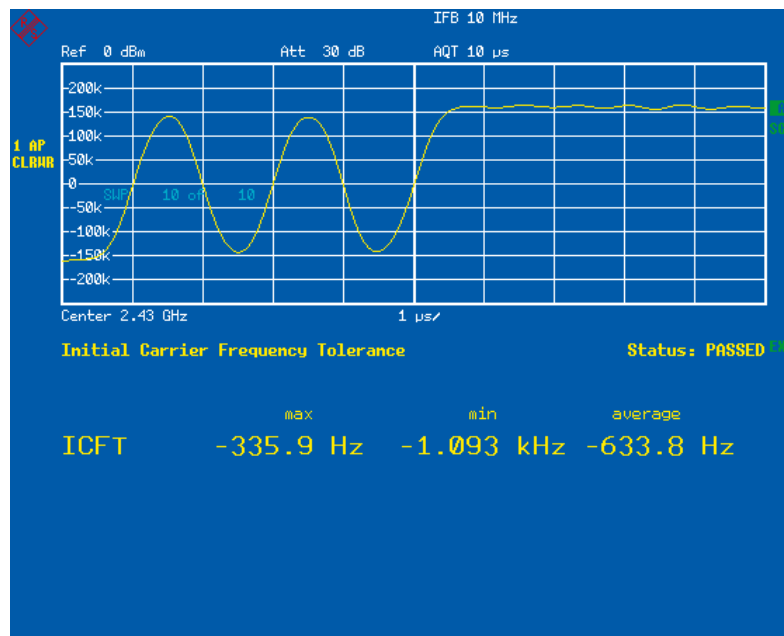 IFB 10 MHz
Ref 0 dBm Att 30 dB AQT 10 µs
200k
150k
100k
1 AP
CLRWR
50k
0
SWP 10 of 10
-50k
-100k
-150k
-200k
Center 2.43 GHz 1 µs/
Initial Carrier Frequency Tolerance Status: PASSED
max min average
ICFT -335.9 Hz -1.093 kHz -633.8 Hz